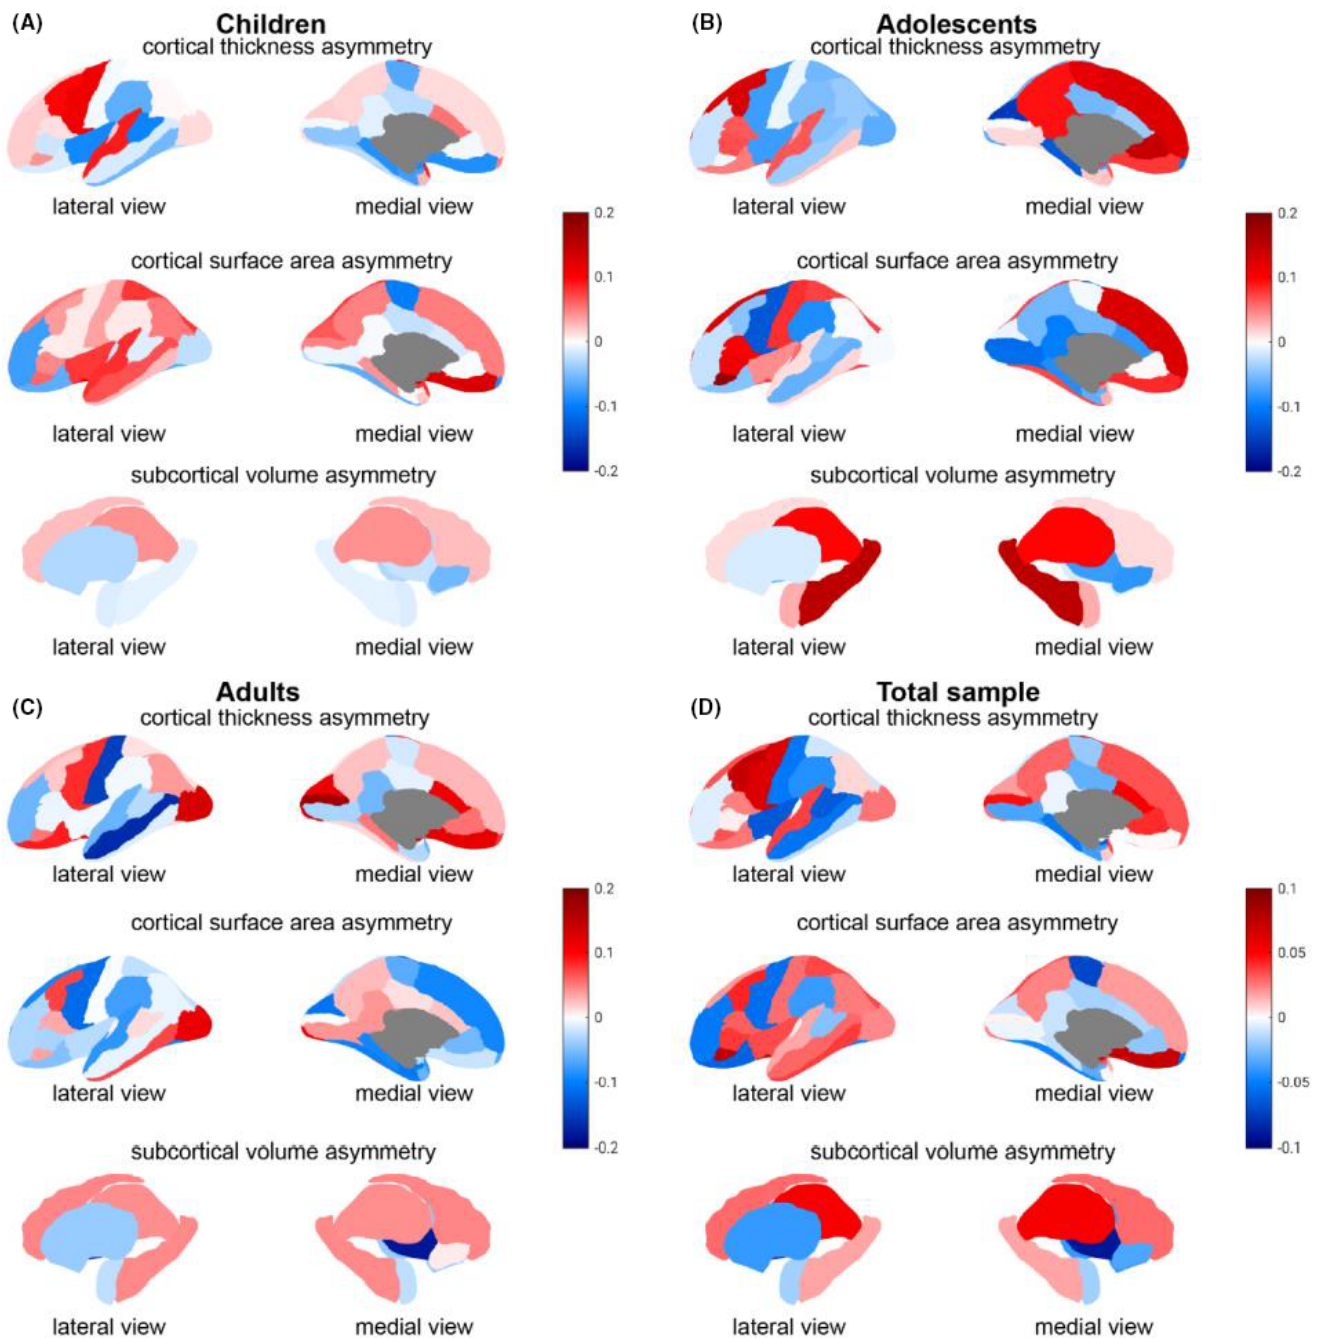 (A)
Children
cortical thickness asymmetry
lateral view
medial view
cortical surface area asymmetry
lateral view
medial view
subcortical volume asymmetry
lateral view
medial view
0.2
0.1
0
-0.1
-0.2
(B)
Adolescents
cortical thickness asymmetry
lateral view
medial view
cortical surface area asymmetry
lateral view
medial view
subcortical volume asymmetry
lateral view
medial view
0.2
0.1
0
-0.1
-0.2
(C)
Adults
cortical thickness asymmetry
lateral view
medial view
cortical surface area asymmetry
lateral view
medial view
subcortical volume asymmetry
lateral view
medial view
0.2
0.1
0
-0.1
-0.2
(D)
Total sample
cortical thickness asymmetry
lateral view
medial view
cortical surface area asymmetry
lateral view
medial view
subcortical volume asymmetry
lateral view
medial view
0.1
0.05
0
-0.05
-0.1